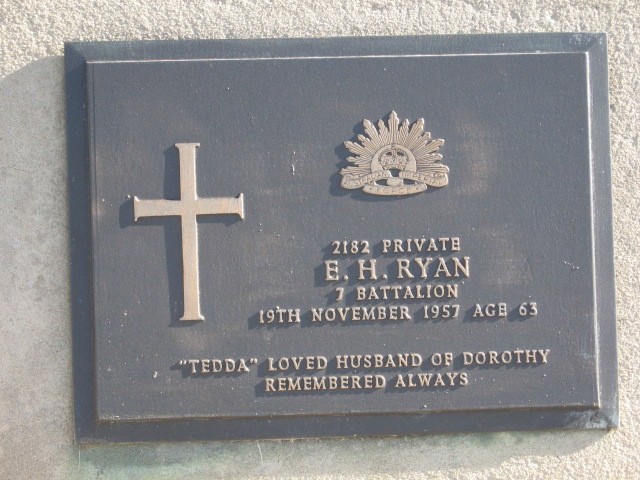 2182 PRIVATE
E. H. RYAN
7 BATTALION
19TH NOVEMBER 1957 AGE 63
"TEDDA" LOVED HUSBAND OF DOROTHY
REMEMBERED ALWAYS